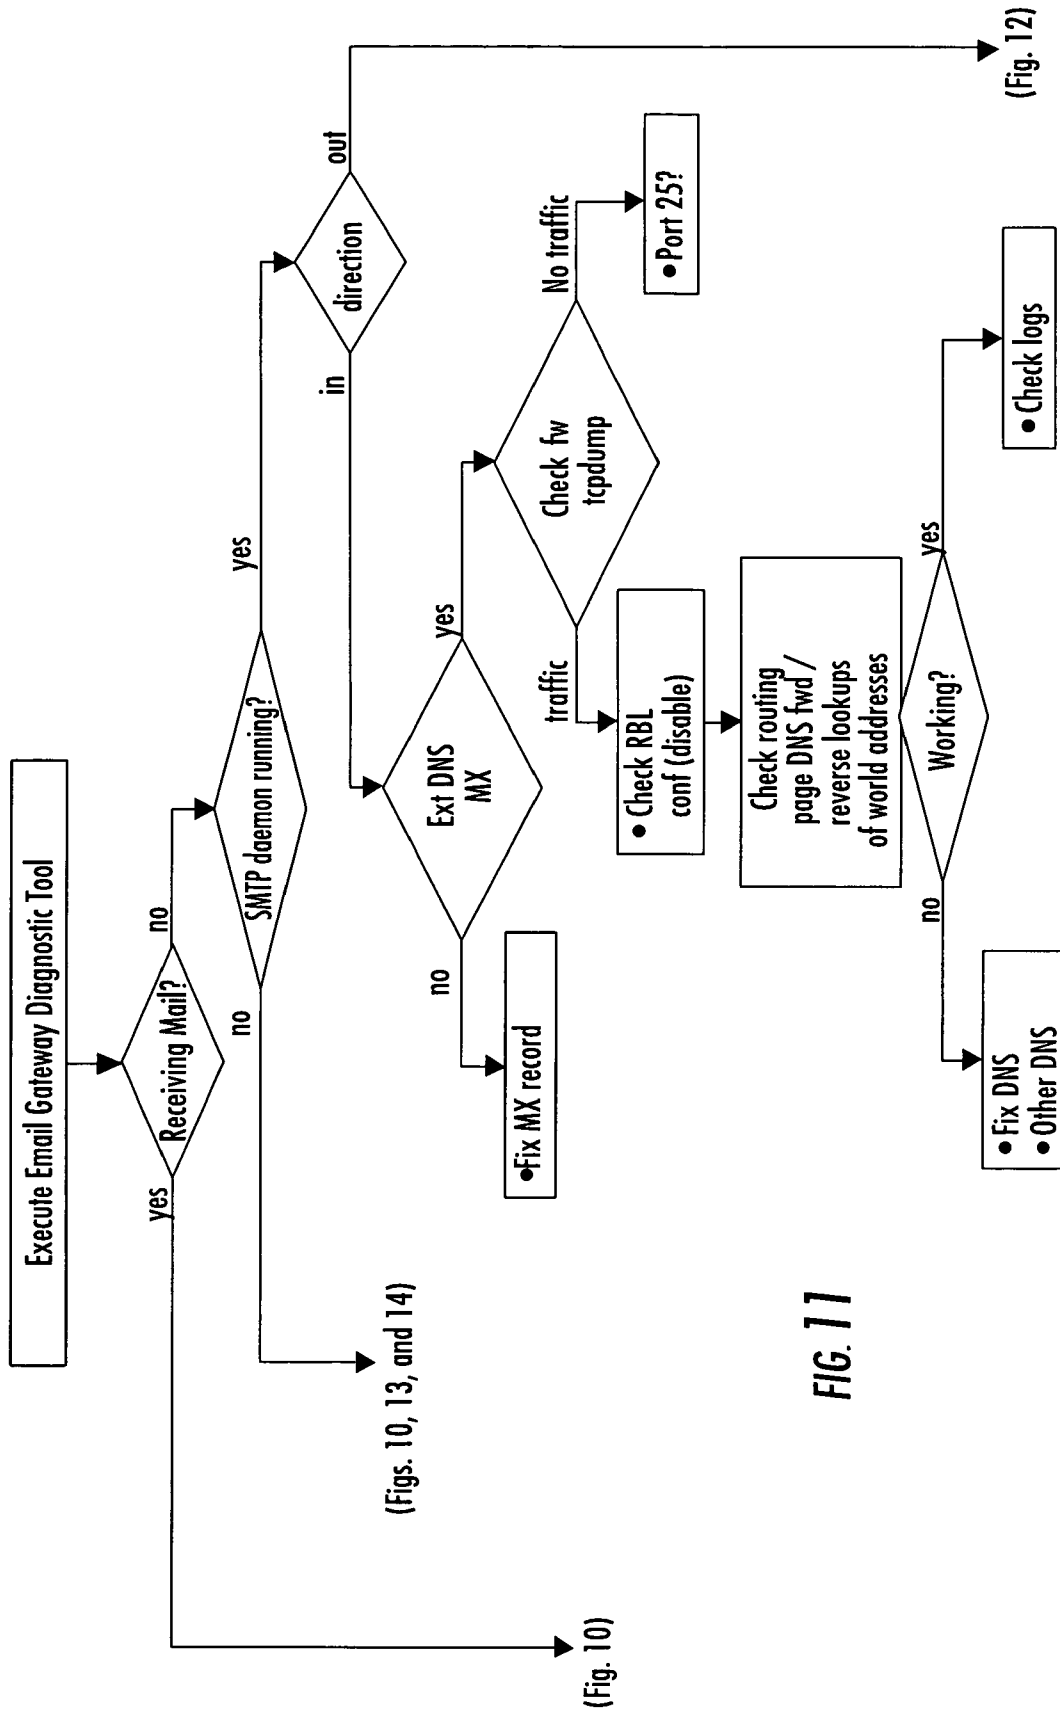 Execute Email Gateway Diagnostic Tool
yes
Receiving Mail?
no
no
SMTP daemon running?
yes
in
direction
out
(Fig. 10)
(Figs. 10, 13, and 14)
no
Ext DNS
MX
yes
●Fix MX record
traffic
Check fw
tcpdump
No traffic
● Check RBL
conf (disable)
● Port 25?
Check routing
page DNS fwd /
reverse lookups
of world addresses
no
Working?
yes
● Fix DNS
● Other DNS
● Check logs
(Fig. 12)
FIG. 11